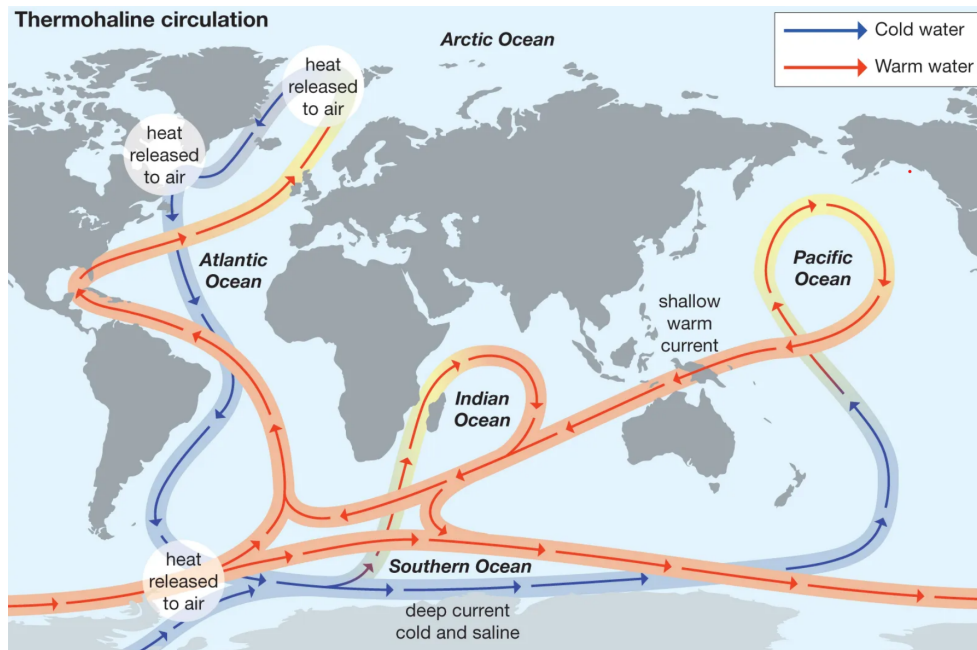 Thermohaline circulation
Arctic Ocean
Cold water
Warm water
heat
released
to air
heat
released
to air
Atlantic
Ocean
Pacific
Ocean
shallow
warm
current
Indian
Ocean
heat
released
to air
Southern Ocean
deep current
cold and saline